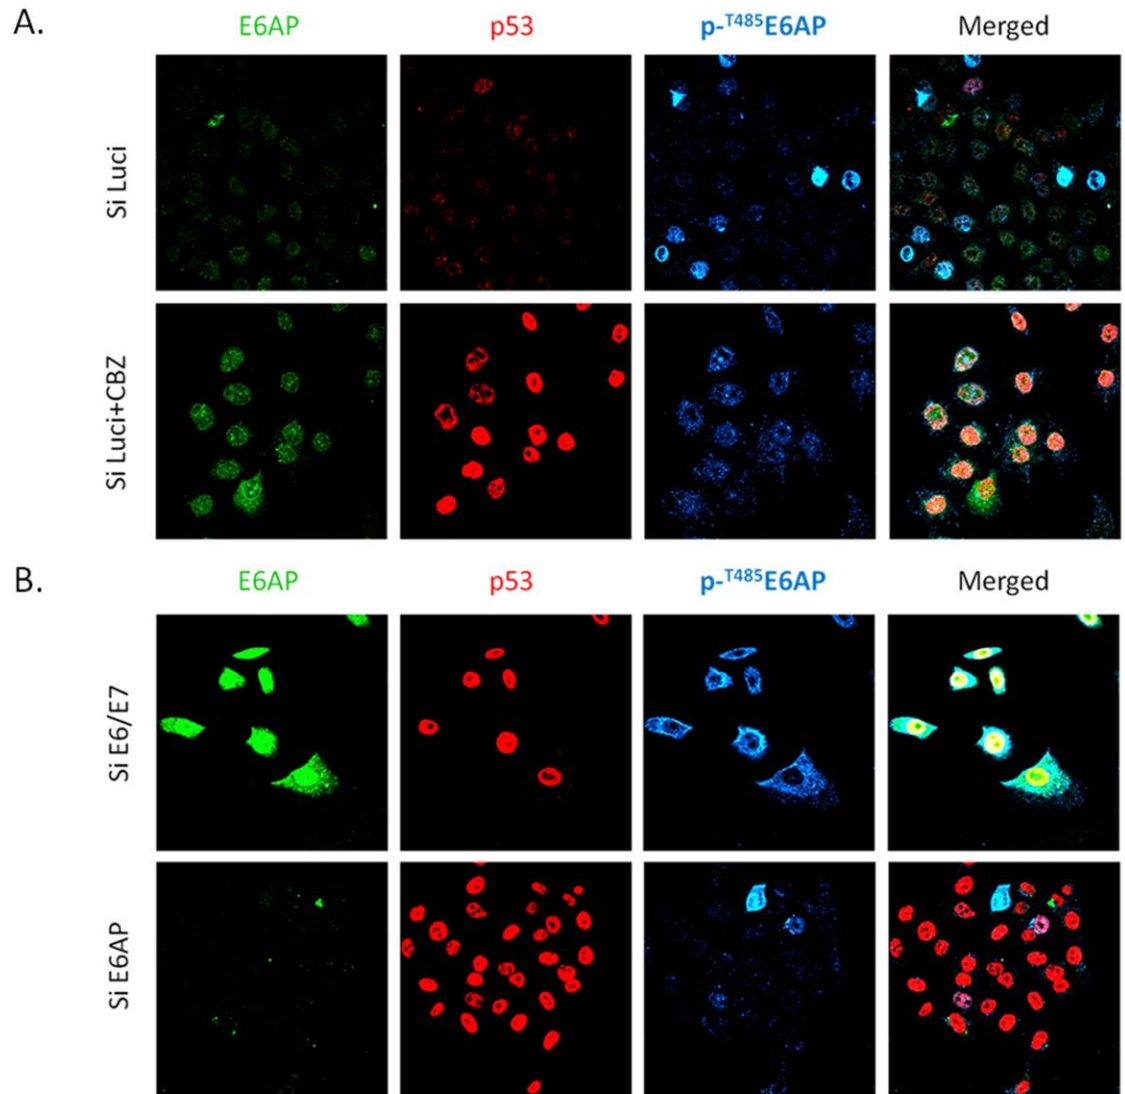 A.
E6AP p53 p-T485E6AP Merged
Si Luci
Si Luci+CBZ
B.
E6AP p53 p-T485E6AP Merged
Si E6/E7
Si E6AP